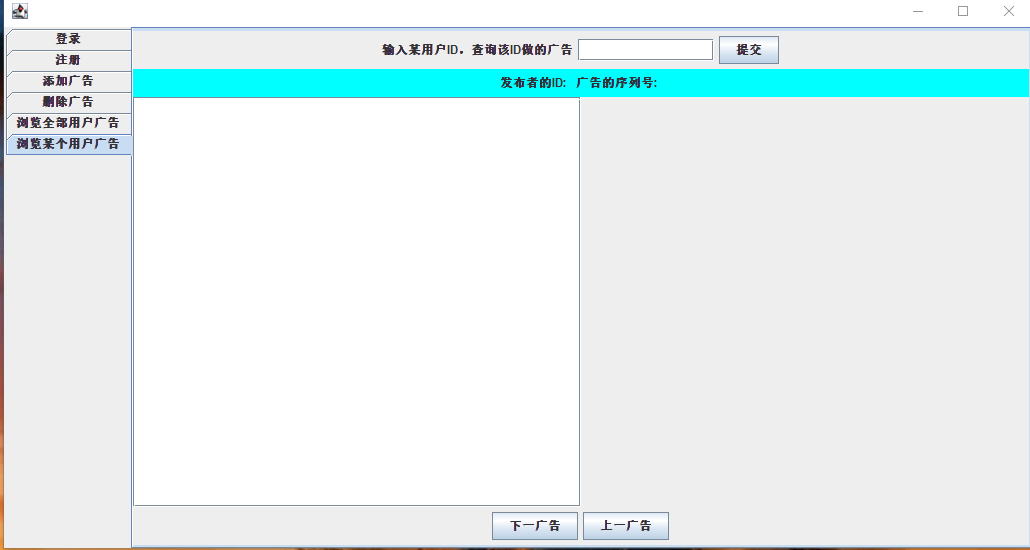 登录
注册
添加广告
删除广告
浏览全部用户广告
浏览某个用户广告
输入某用户ID，查询该ID做的广告 提交
发布者的ID: 广告的序列号:
下一广告 上一广告